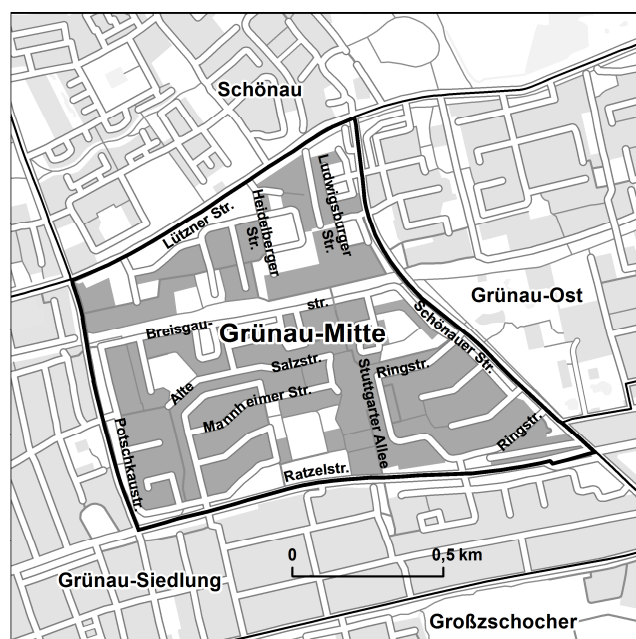 Schönau
Lützner Str.
Heidelberger
Str.
Ludwigsburger
Str.
Grünau-Ost
Breisgau-
str.
Schönauer Str.
Grünau-Mitte
Alte
Salzstr.
Ringstr.
Mannheimer Str.
Stuttgarter Allee
Potschkaustr.
Ringstr.
Ratzelstr.
0
0,5 km
Grünau-Siedlung
Großzschocher